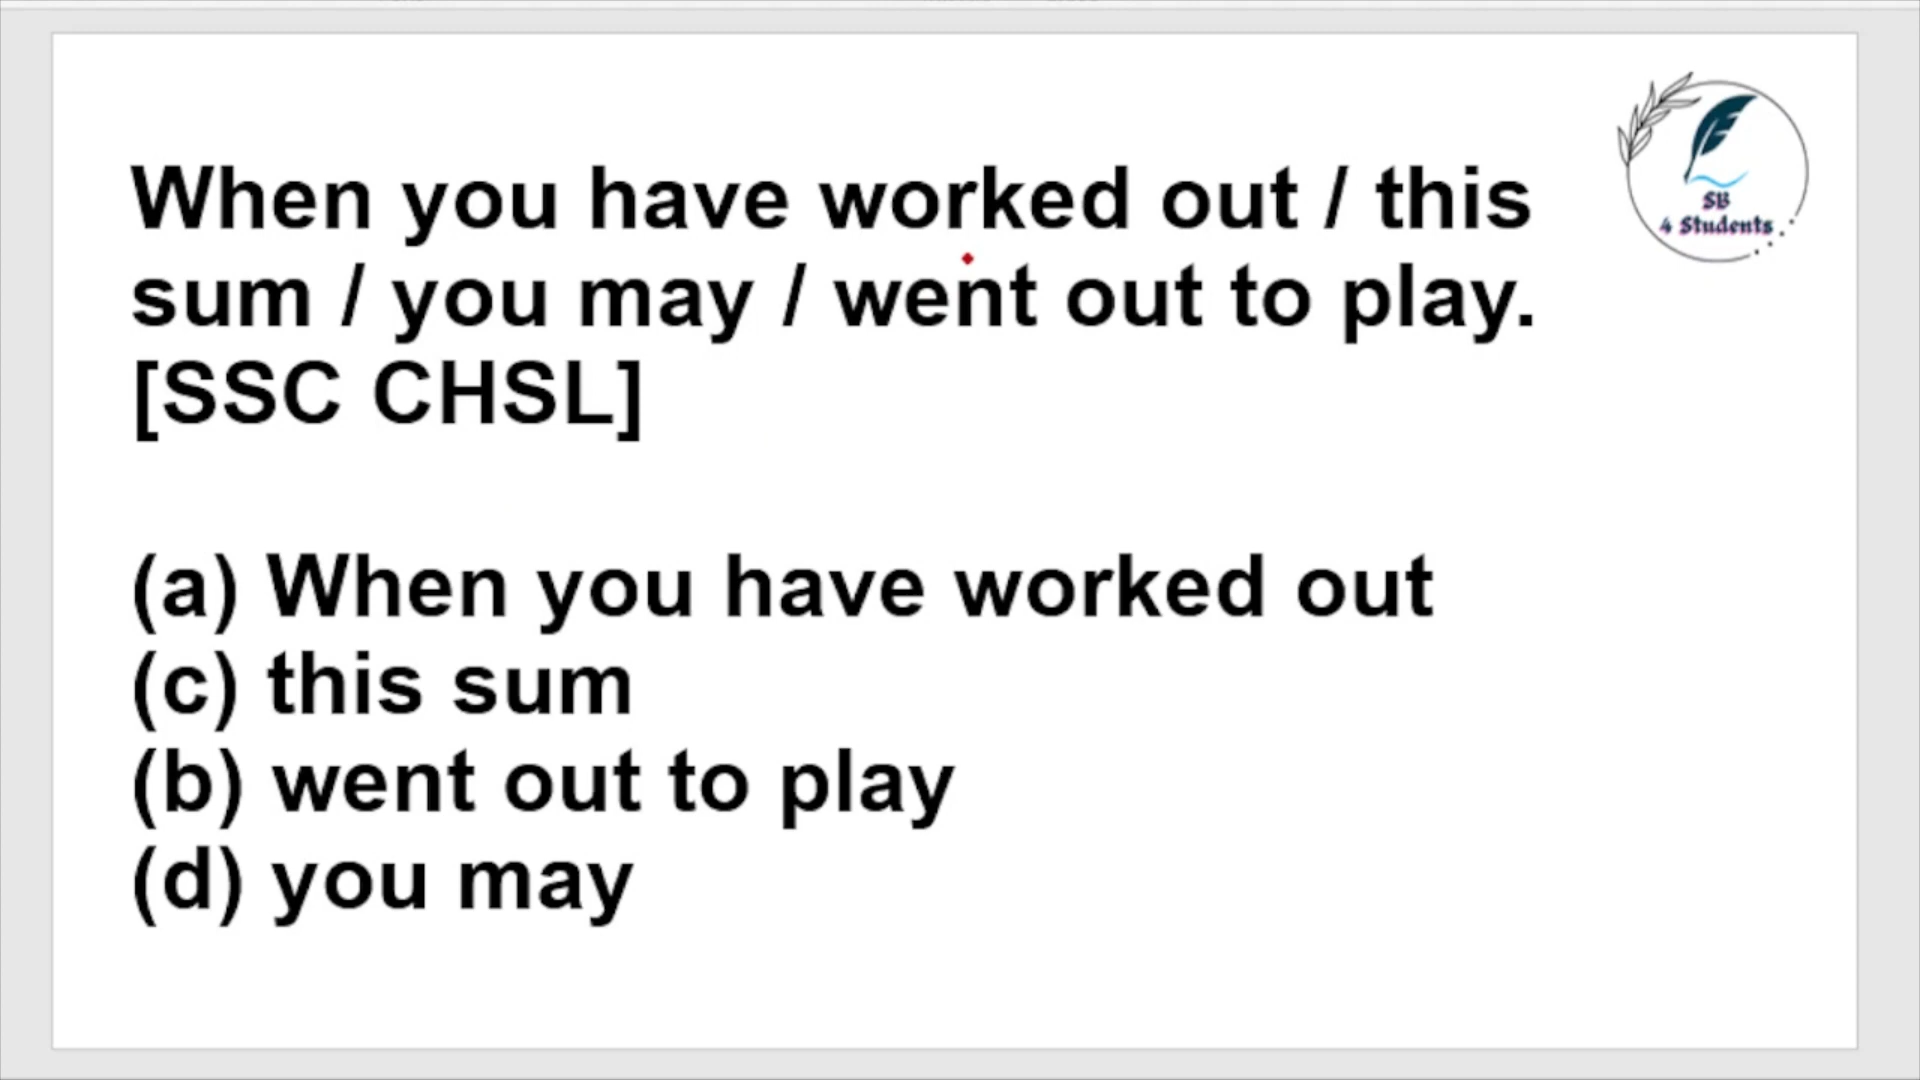 When you have worked out / this
sum / you may / went out to play.
[SSC CHSL]
(a) When you have worked out
(c) this sum
(b) went out to play
(d) you may
SB
4 Students